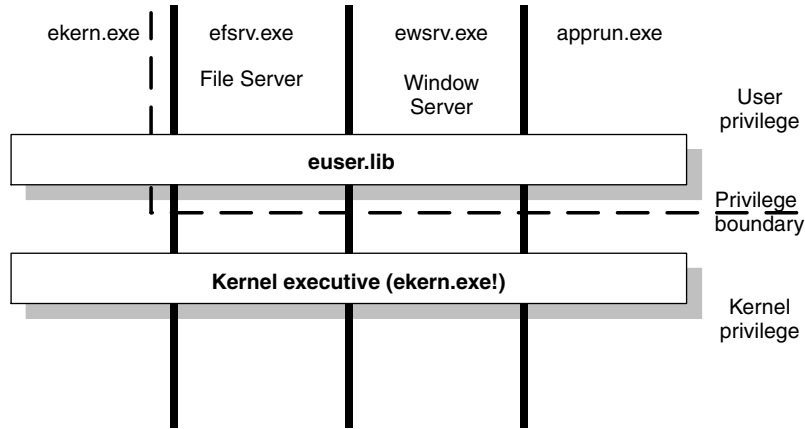 ekern.exe
efsrv.exe
ewsrv.exe
apprun.exe
File Server
Window
Server
User
privilege
euser.lib
Privilege
boundary
Kernel executive (ekern.exe!)
Kernel
privilege